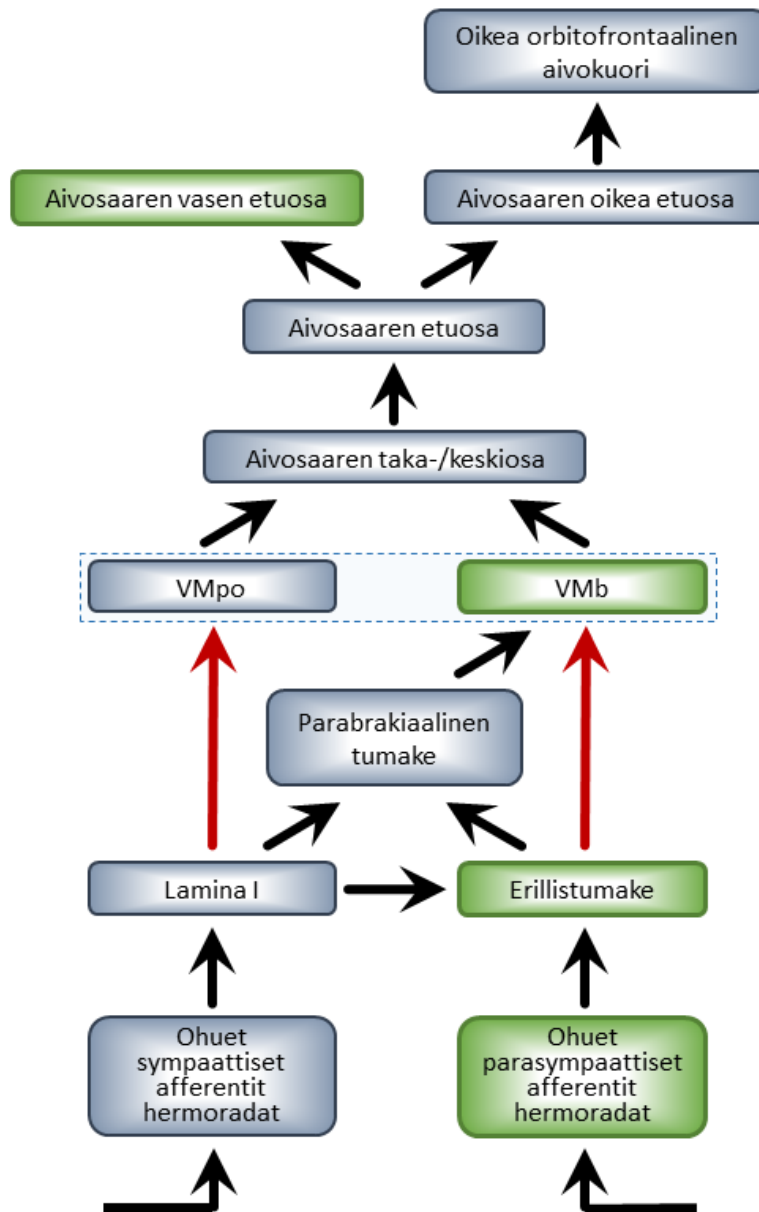 Oikea orbitofrontaalinen
aivokuori
Aivosaaren vasen etuosa
Aivosaaren oikea etuosa
Aivosaaren etuosa
Aivosaaren taka-/keskiosa
VMpo
VMb
Parabrakiaalinen
tumake
Lamina I
Erillistumake
Ohuet
sympaattiset
afferentit
hermoradat
Ohuet
parasympaattiset
afferentit
hermoradat